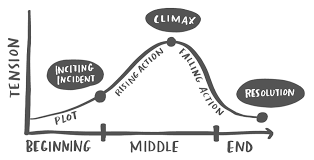 CLIMAX
TENSION
INCITING
INCIDENT
RISING ACTION
FALLING ACTION
RESOLUTION
PLOT
BEGINNING
MIDDLE
END